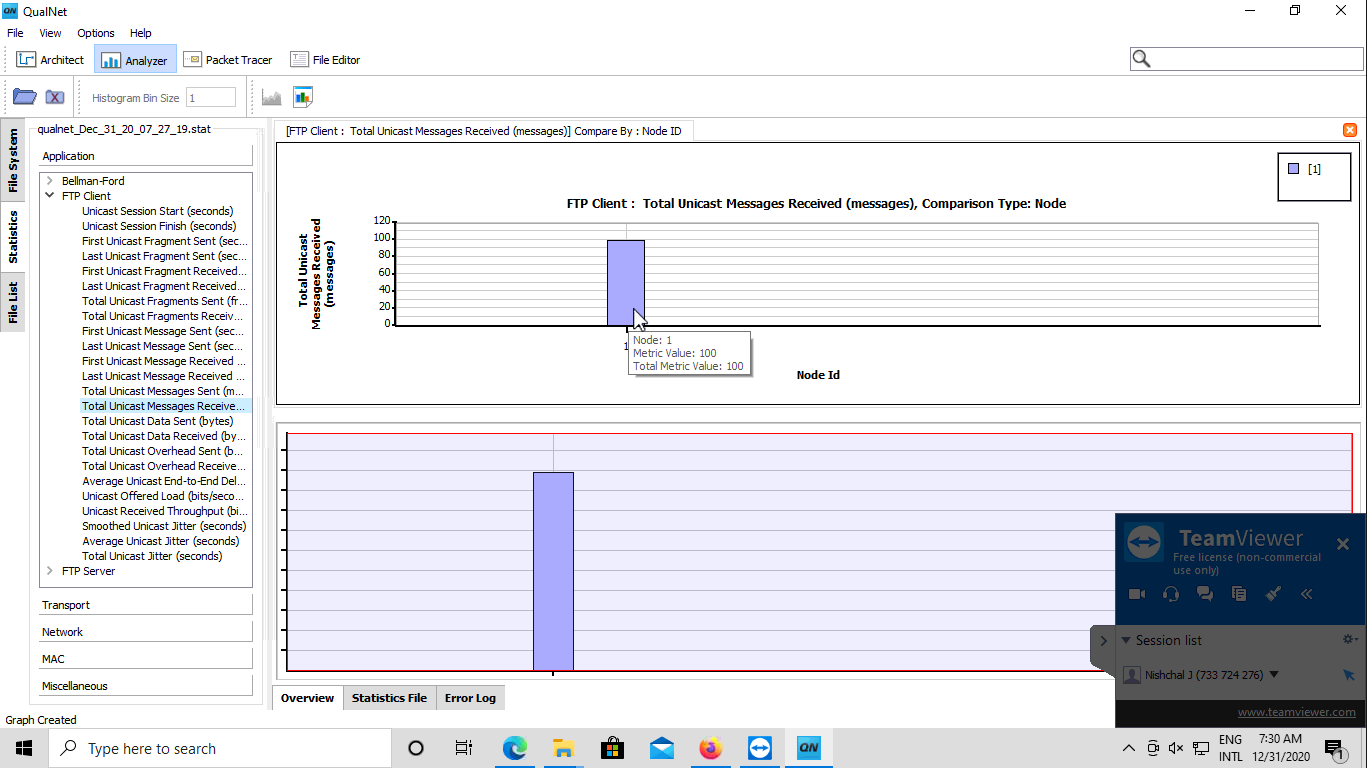 QN QualNet
File View Options Help
Architect Analyzer Packet Tracer File Editor
Histogram Bin Size 1
File System
Statistics
File List
qualnet_Dec_31_20_07_27_19.stat
Application
Bellman-Ford
FTP Client
Unicast Session Start (seconds)
Unicast Session Finish (seconds)
First Unicast Fragment Sent (sec...
Last Unicast Fragment Sent (sec...
First Unicast Fragment Received...
Last Unicast Fragment Received...
Total Unicast Fragments Sent (fr...
Total Unicast Fragments Receiv...
First Unicast Message Sent (sec...
Last Unicast Message Sent (sec...
First Unicast Message Received ...
Last Unicast Message Received ...
Total Unicast Messages Sent (m...
Total Unicast Messages Receive...
Total Unicast Data Sent (bytes)
Total Unicast Data Received (by...
Total Unicast Overhead Sent (b...
Total Unicast Overhead Receive...
Average Unicast End-to-End Del...
Unicast Offered Load (bits/seco...
Unicast Received Throughput (bi...
Smoothed Unicast Jitter (seconds)
Average Unicast Jitter (seconds)
Total Unicast Jitter (seconds)
FTP Server
Transport
Network
MAC
Miscellaneous
[FTP Client : Total Unicast Messages Received (messages)] Compare By : Node ID
[1]
FTP Client : Total Unicast Messages Received (messages), Comparison Type: Node
Total Unicast
Messages Received
(messages)
120
100
80
60
40
20
0
1
Node: 1
Metric Value: 100
Total Metric Value: 100
Node Id
TeamViewer
Free license (non-commercial
use only)
Session list
Nishchal J (733 724 276)
www.teamviewer.com
Overview Statistics File Error Log
Graph Created
Type here to search
QN
ENG
INTL
7:30 AM
12/31/2020
1